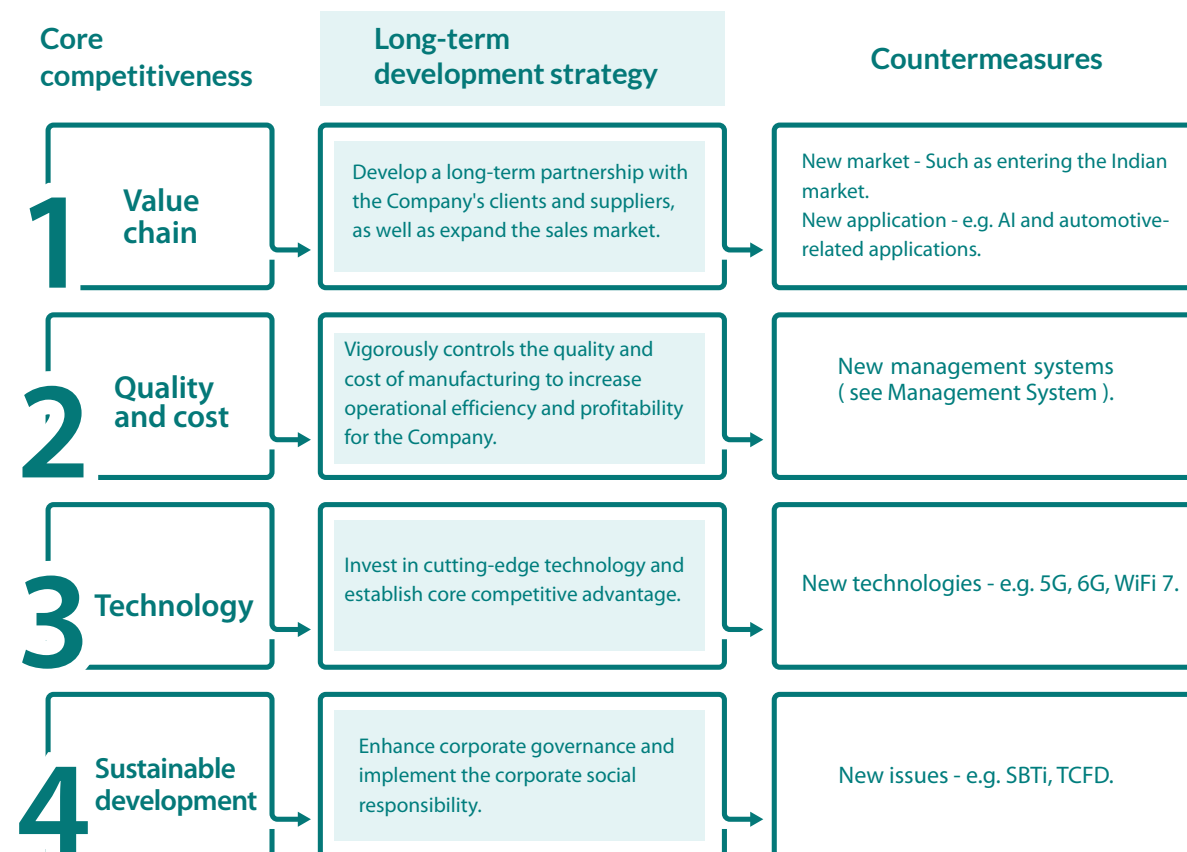 Core
competitiveness
Long-term
development strategy
Countermeasures
1
Value
chain
Develop a long-term partnership with
the Company's clients and suppliers,
as well as expand the sales market.
New market - Such as entering the Indian
market.
New application - e.g. AI and automotive-
related applications.
2
Quality
and cost
Vigorously controls the quality and
cost of manufacturing to increase
operational efficiency and profitability
for the Company.
New management systems
( see Management System ).
3
Technology
Invest in cutting-edge technology and
establish core competitive advantage.
New technologies - e.g. 5G, 6G, WiFi 7.
4
Sustainable
development
Enhance corporate governance and
implement the corporate social
responsibility.
New issues - e.g. SBTi, TCFD.